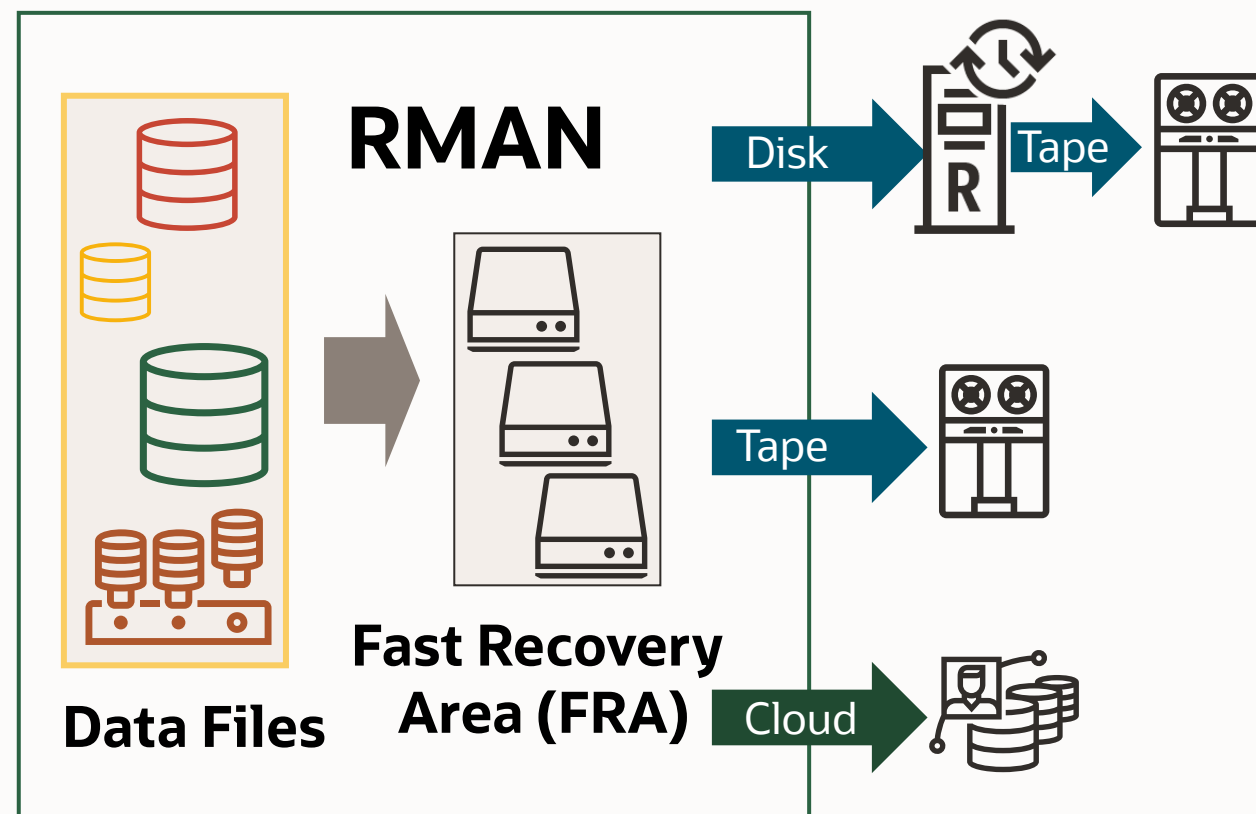 RMAN
Disk
R
Tape
Tape
Fast Recovery
Area (FRA)
Data Files
Cloud